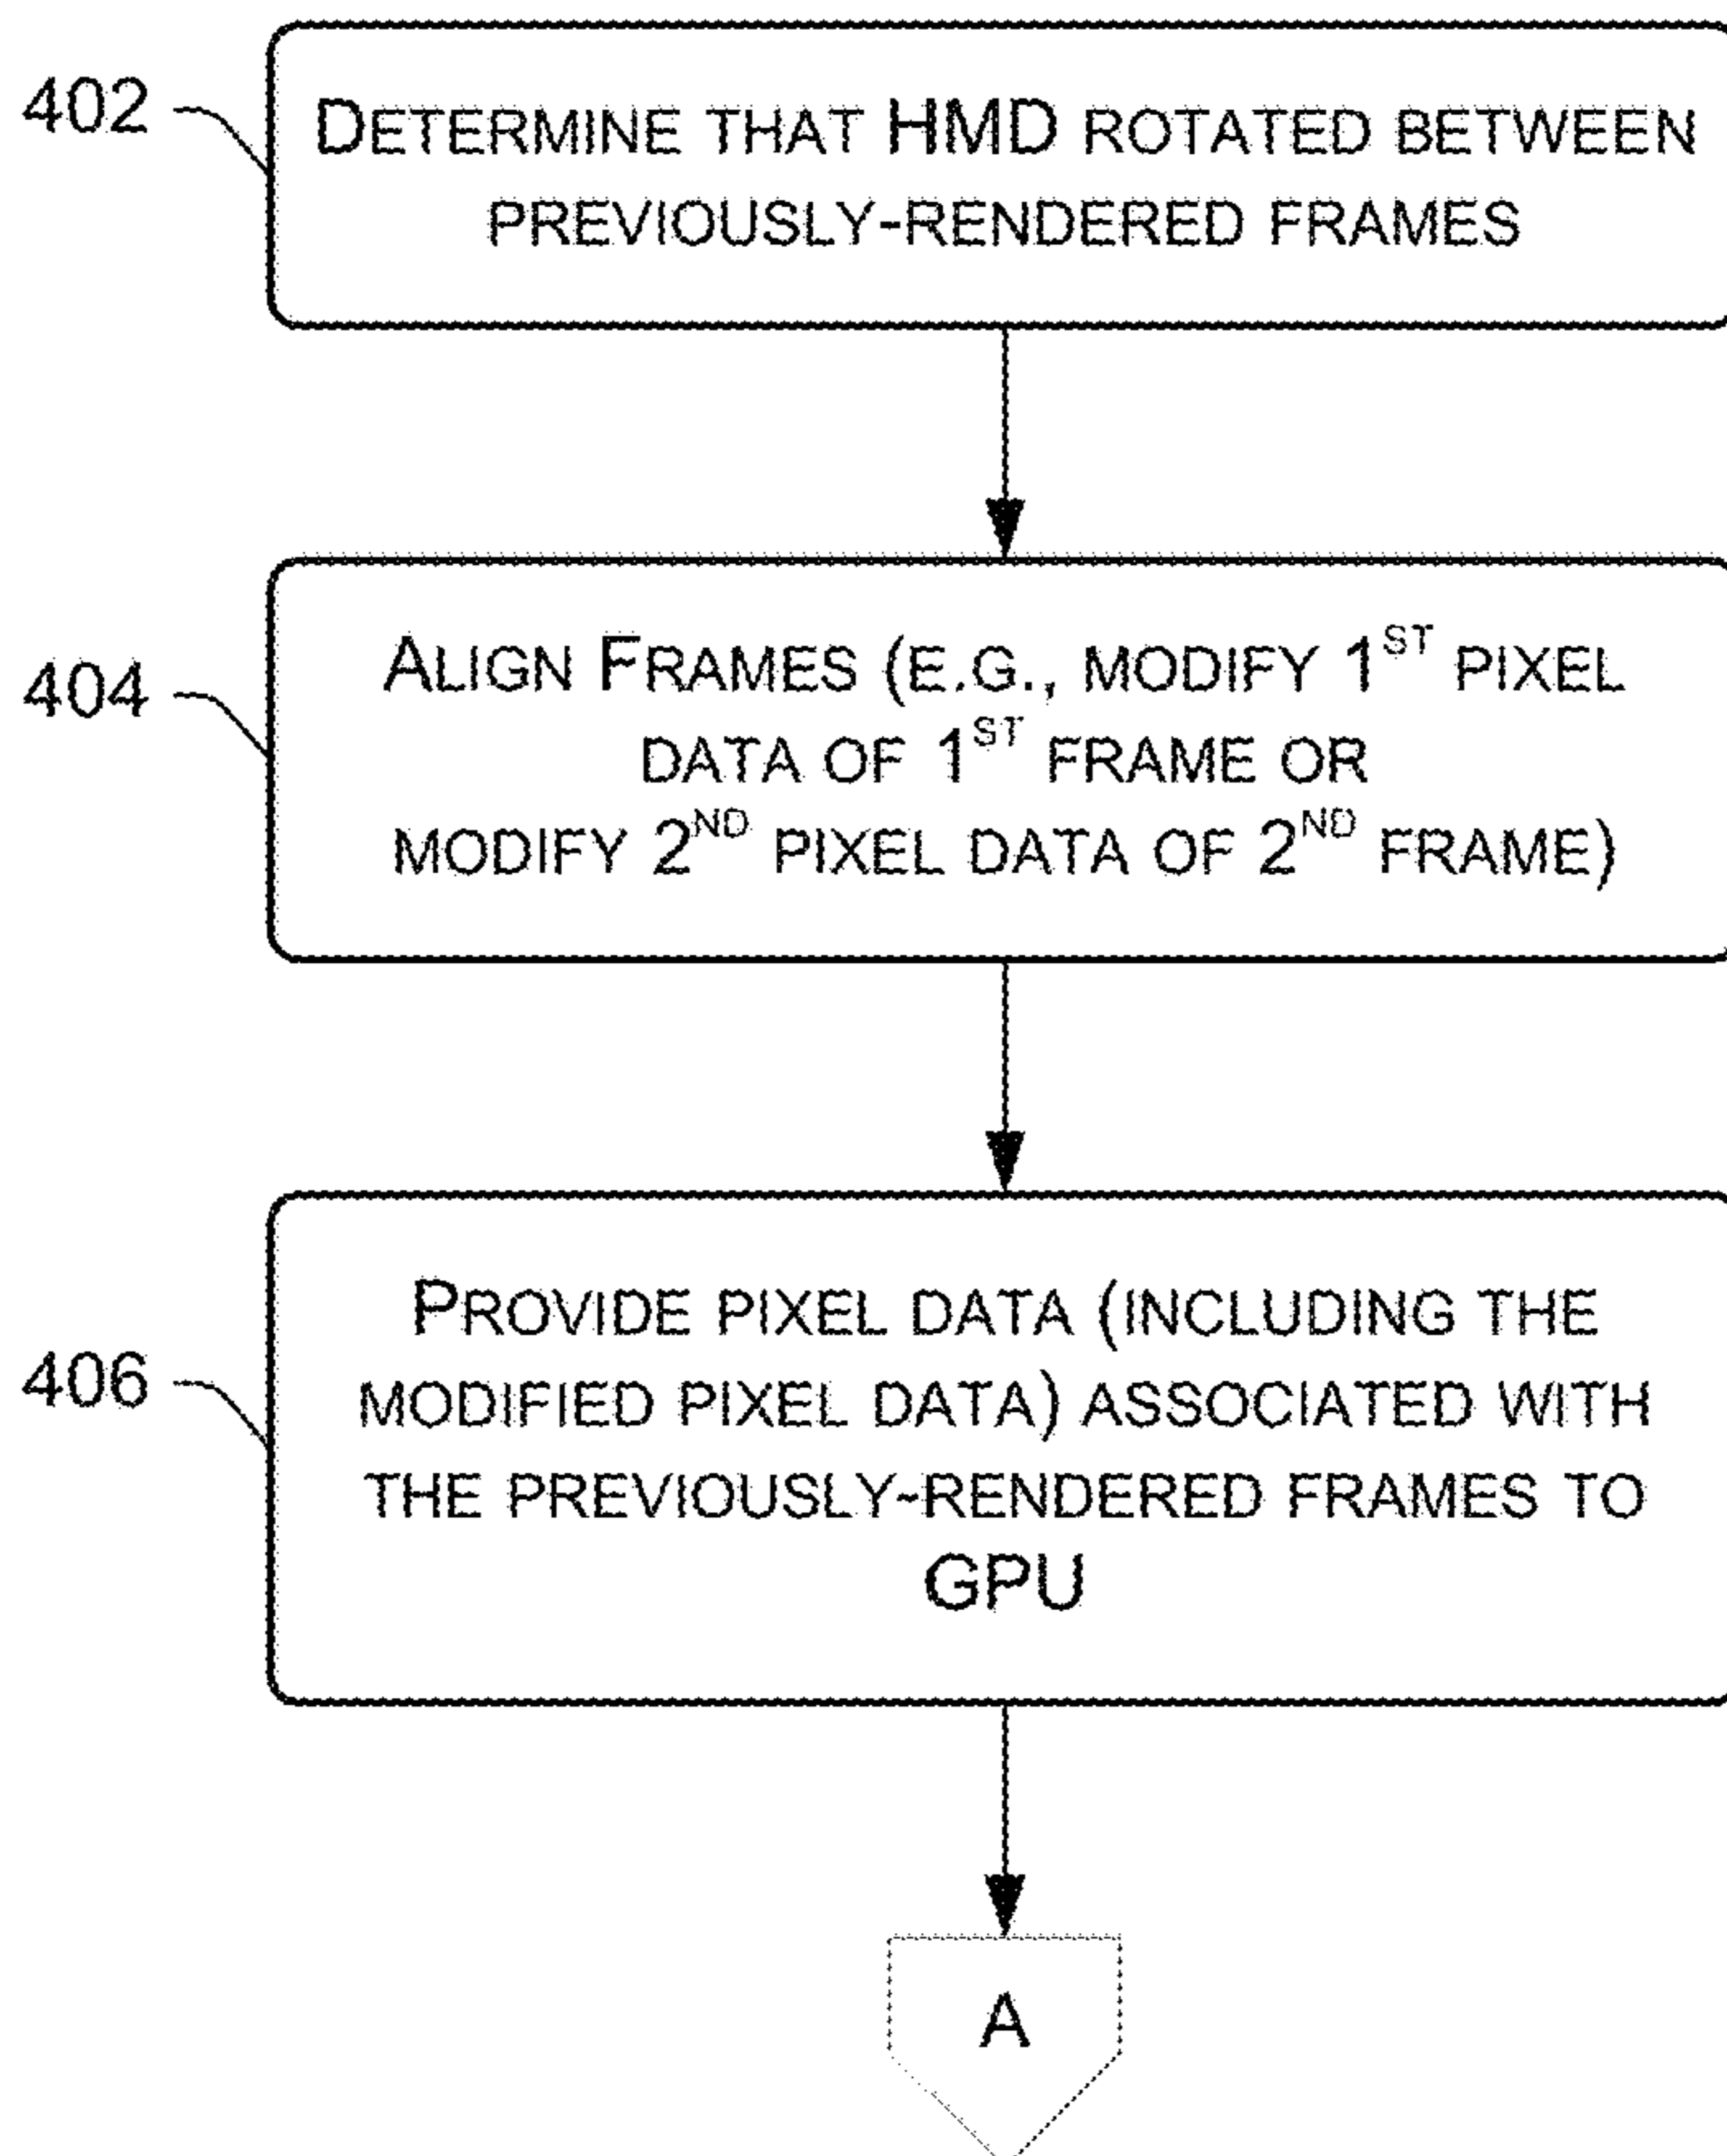 402
DETERMINE THAT HMD ROTATED BETWEEN
PREVIOUSLY-RENDERED FRAMES
404
ALIGN FRAMES (E.G., MODIFY 1ST PIXEL
DATA OF 1ST FRAME OR
MODIFY 2ND PIXEL DATA OF 2ND FRAME)
406
PROVIDE PIXEL DATA (INCLUDING THE
MODIFIED PIXEL DATA) ASSOCIATED WITH
THE PREVIOUSLY-RENDERED FRAMES TO
GPU
A